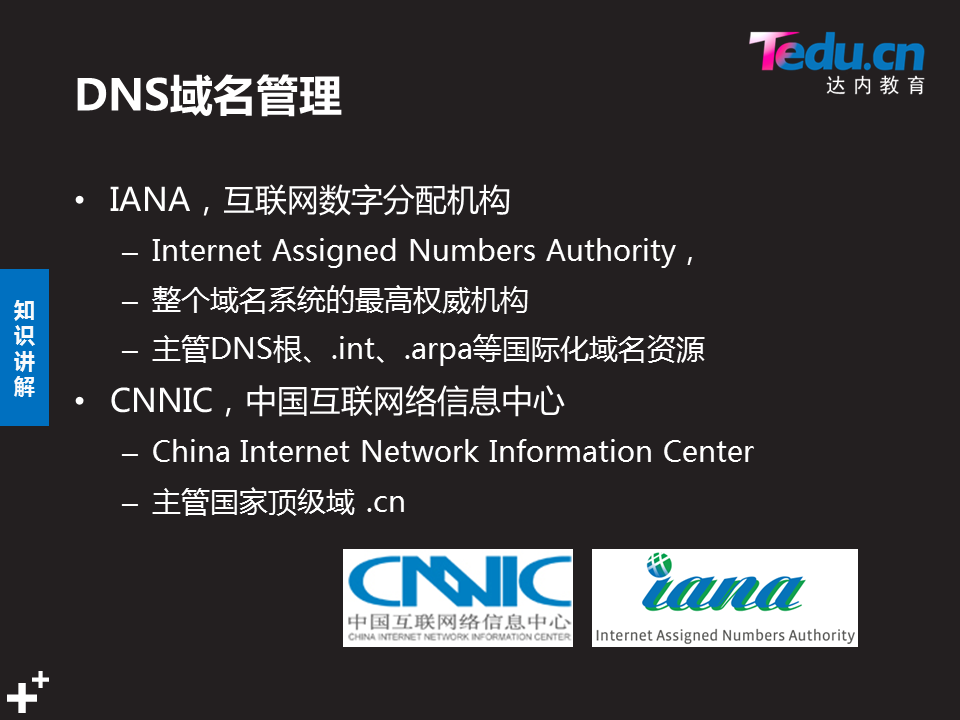 Tedu.cn
达内教育
DNS域名管理
• IANA，互联网数字分配机构
– Internet Assigned Numbers Authority，
– 整个域名系统的最高权威机构
– 主管DNS根、.int、.arpa等国际化域名资源
• CNNIC，中国互联网络信息中心
– China Internet Network Information Center
– 主管国家顶级域 .cn
知识讲解
CNNIC
中国互联网络信息中心
CHINA INTERNET NETWORK INFORMATION CENTER
iana
Internet Assigned Numbers Authority